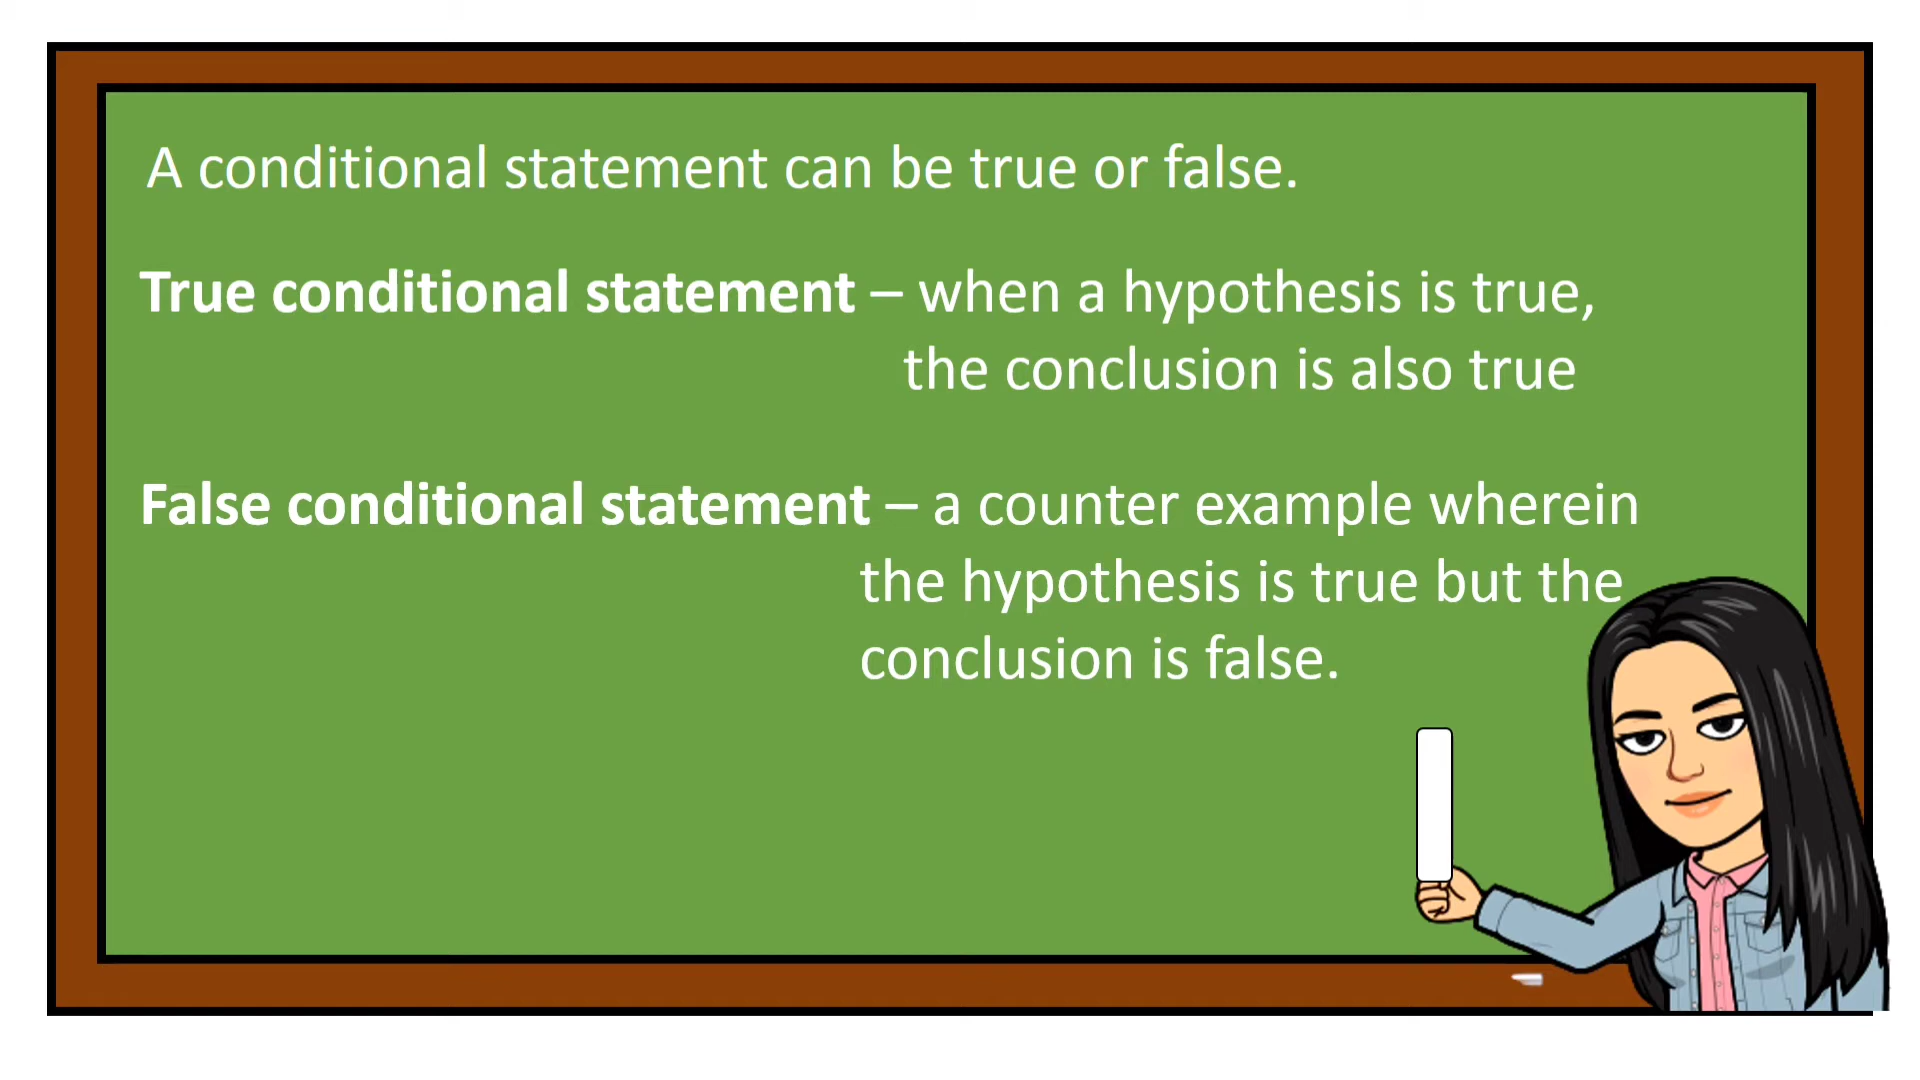 A conditional statement can be true or false.
True conditional statement – when a hypothesis is true,
the conclusion is also true
False conditional statement – a counter example wherein
the hypothesis is true but the
conclusion is false.